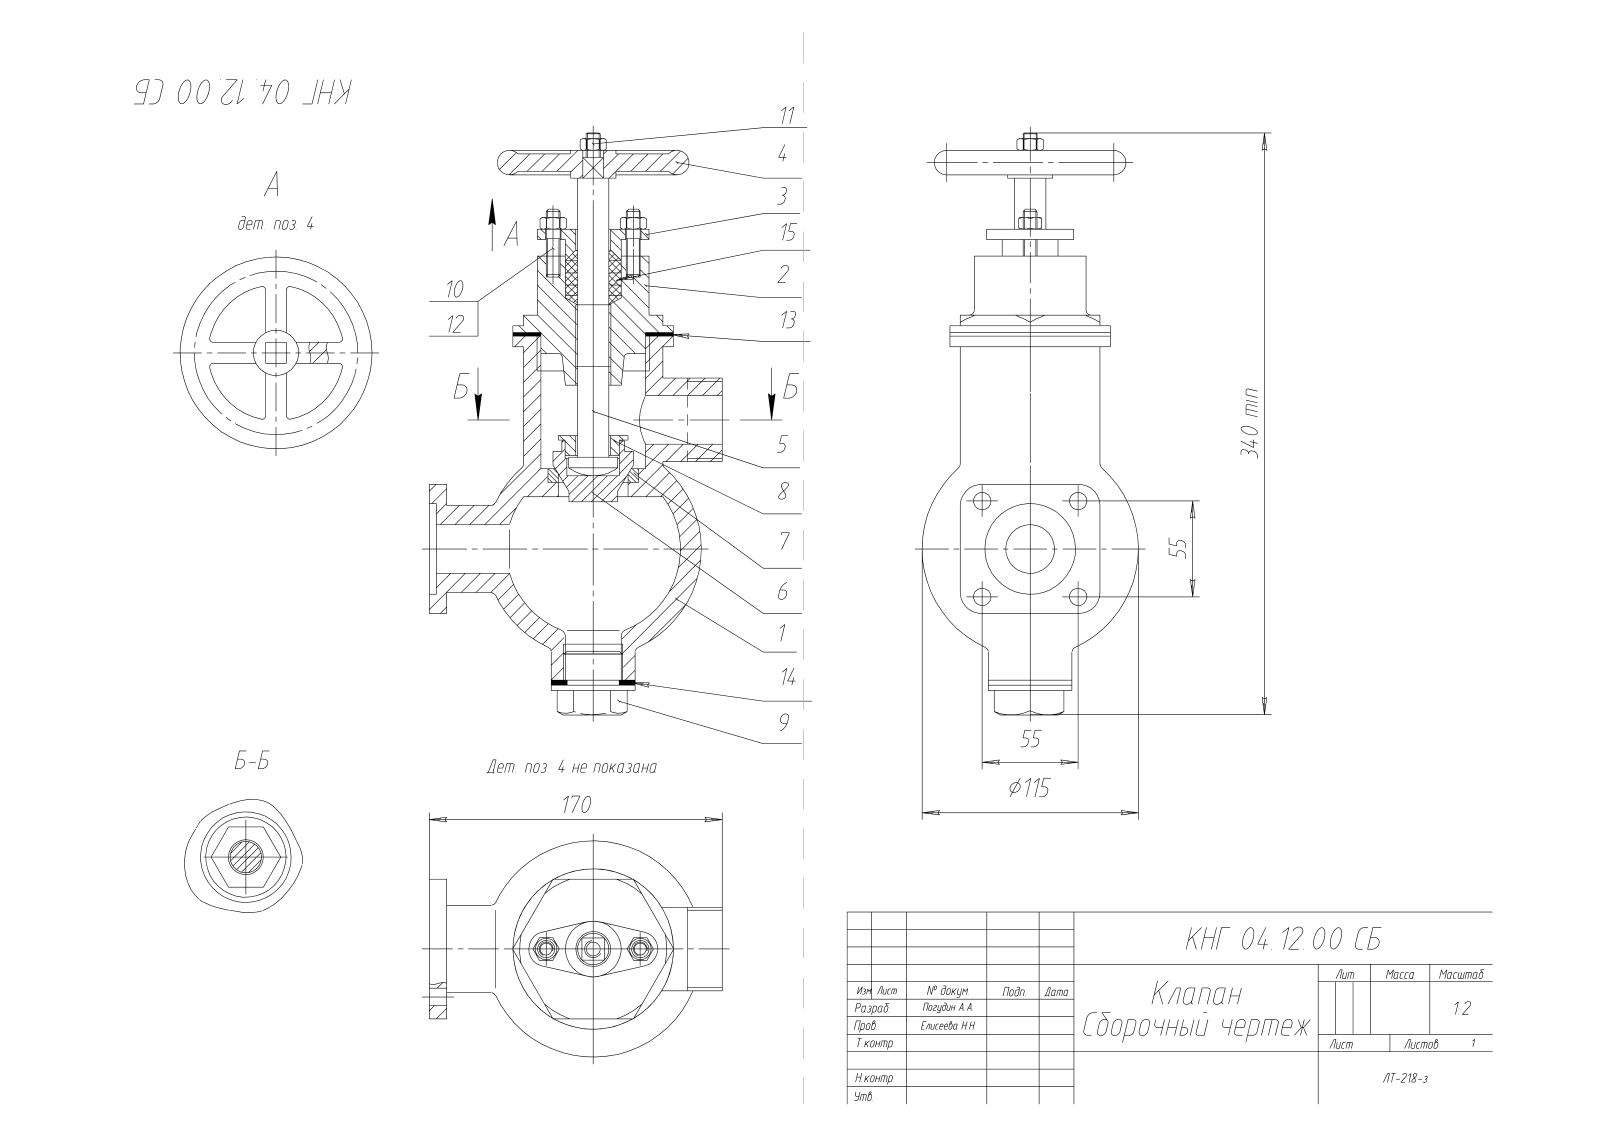 КНГ 04.12.00 СБ
А
дет. поз. 4
А
11
4
3
15
2
13
10
12
Б
Б
5
8
7
6
1
14
9
340 min
55
55
⌀115
Б-Б
Дет. поз. 4 не показана
170
КНГ 04.12.00 СБ
Клапан
Сборочный чертеж
Лит.
Масса
Масштаб
1:2
Изм.
Лист
№ докум.
Подп.
Дата
Разраб.
Погудин А.А.
Пров.
Елисеева Н.Н.
Т.контр.
Н.контр.
Утв.
Лист
Листов 1
ЛТ-218-з